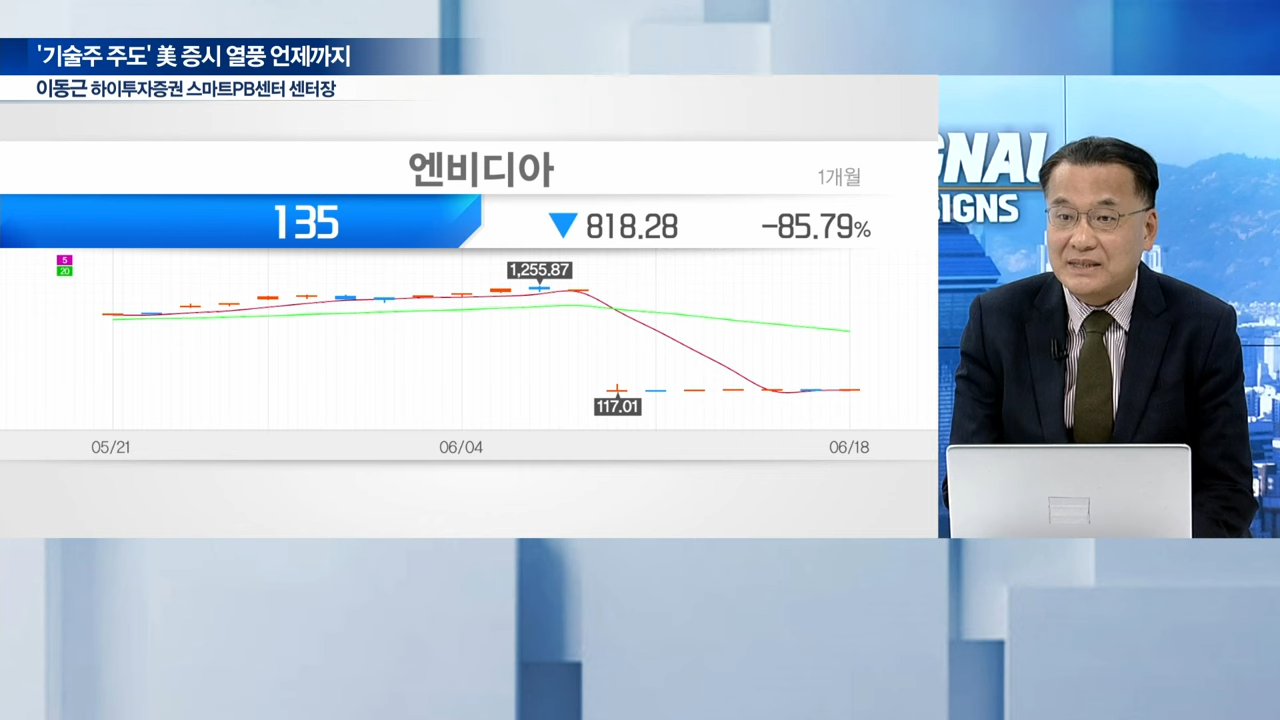 '기술주 주도' 美 증시 열풍 언제까지
이동근 하이투자증권 스마트PB센터 센터장
엔비디아
1개월
135
▼ 818.28
-85.79%
5
20
1,255.87
117.01
05/21
06/04
06/18
GNAL
SIGNS